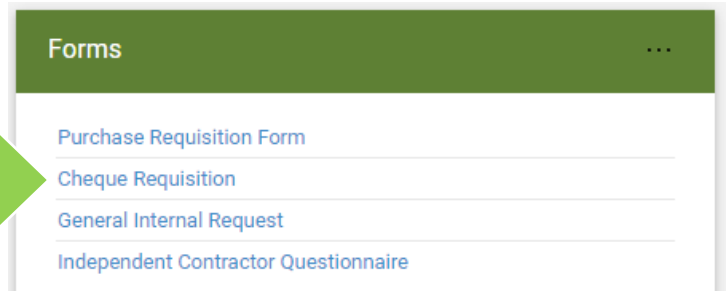 Forms ...
Purchase Requisition Form
Cheque Requisition
General Internal Request
Independent Contractor Questionnaire